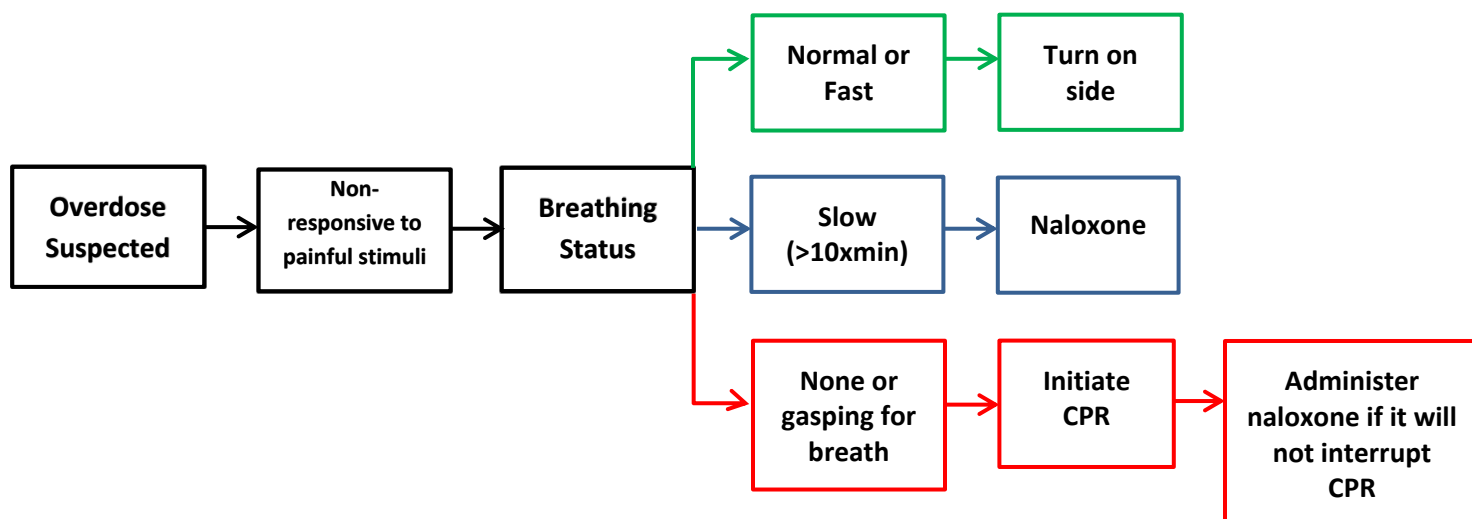 Overdose
Suspected
Non-
responsive to
painful stimuli
Breathing
Status
Normal or
Fast
Turn on
side
Slow
(>10xmin)
Naloxone
None or
gasping for
breath
Initiate
CPR
Administer
naloxone if it will
not interrupt
CPR